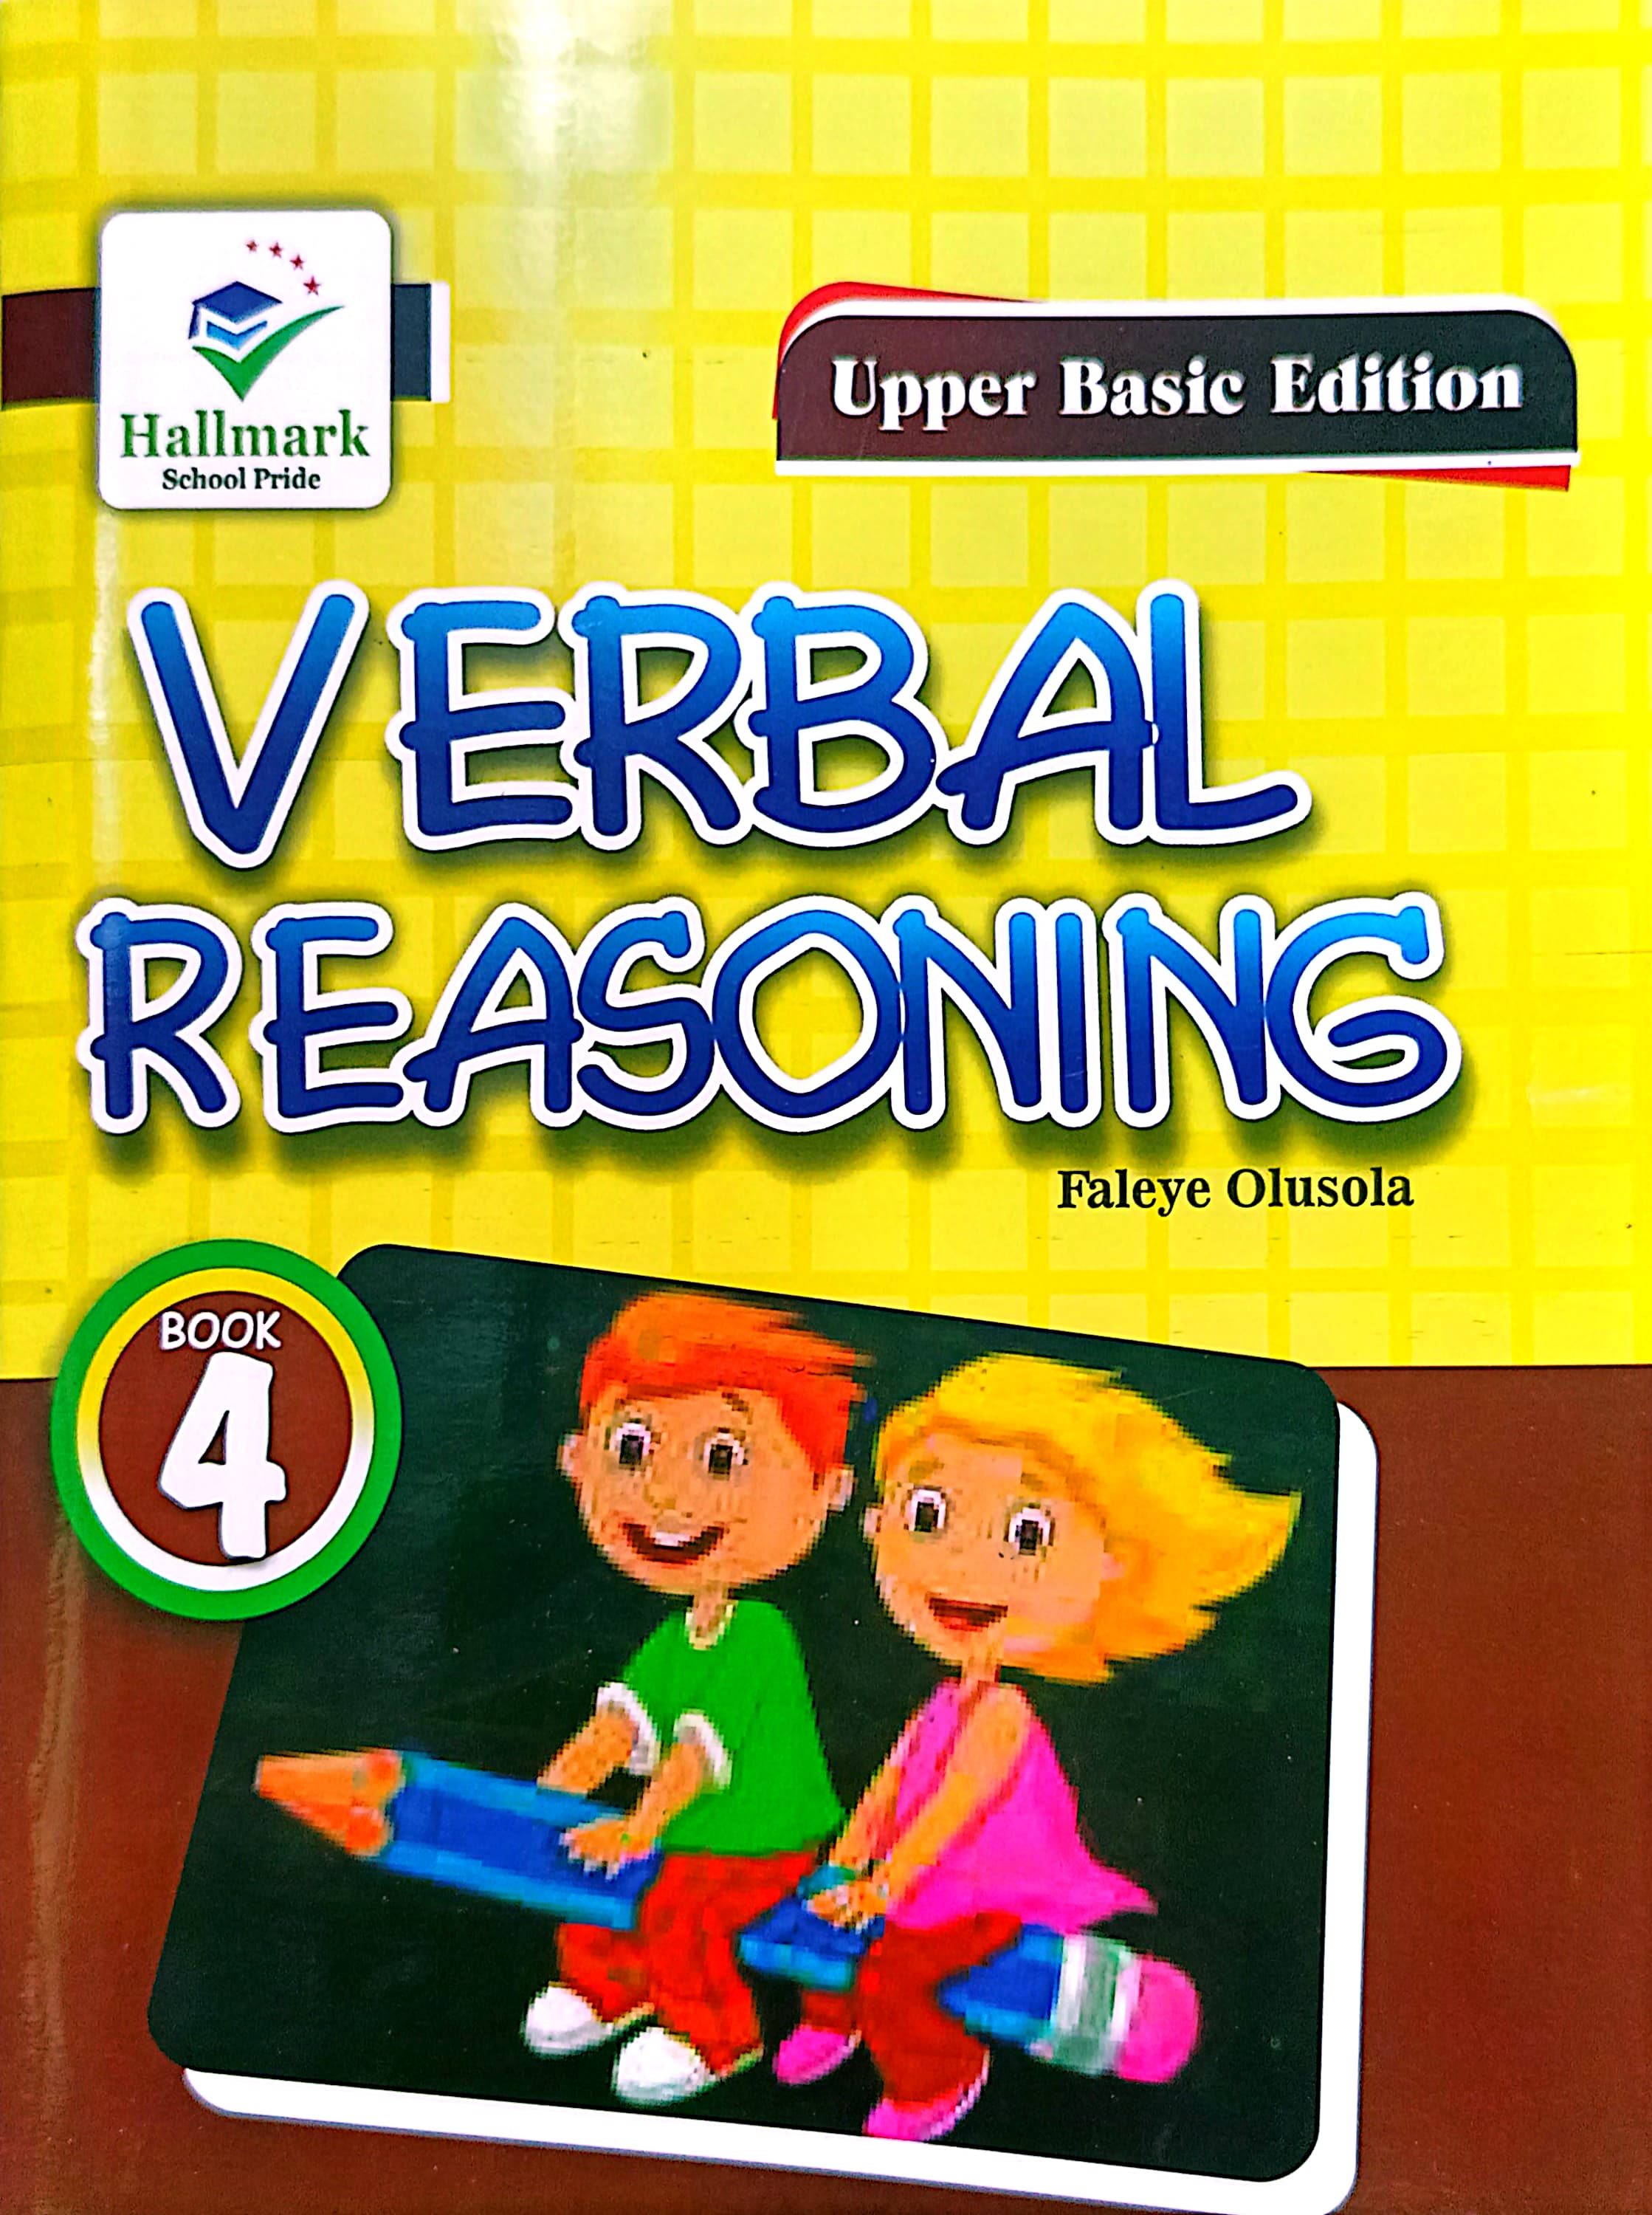 Hallmark
School Pride
Upper Basic Edition
VERBAL
REASONING
Faleye Olusola
BOOK
4